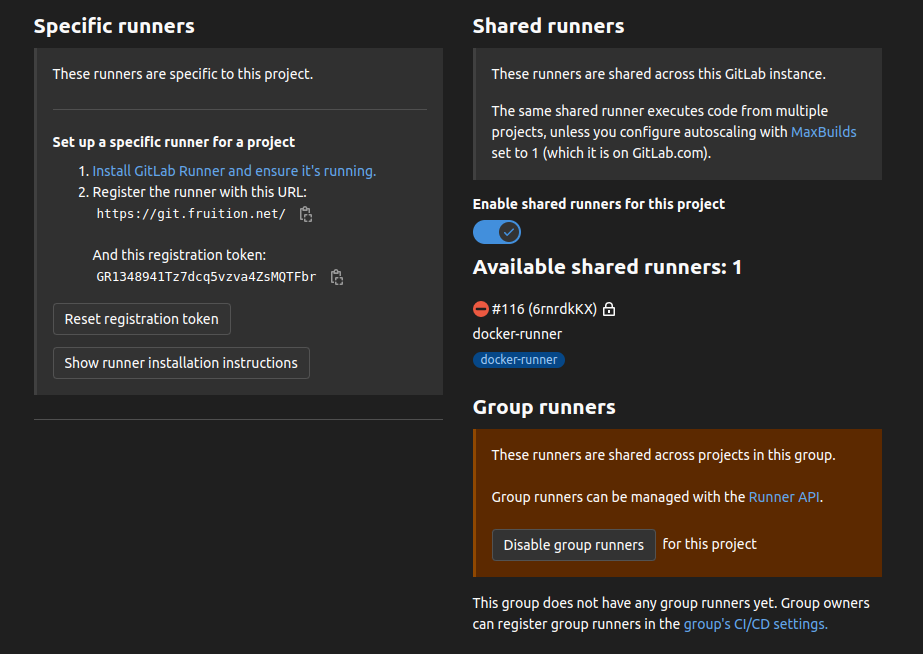 Specific runners
These runners are specific to this project.
Set up a specific runner for a project
1. Install GitLab Runner and ensure it's running.
2. Register the runner with this URL:
https://git.fruition.net/
And this registration token:
GR1348941Tz7dcq5vzva4ZsMQTFbr
Reset registration token
Show runner installation instructions
Shared runners
These runners are shared across this GitLab instance.
The same shared runner executes code from multiple
projects, unless you configure autoscaling with MaxBuilds
set to 1 (which it is on GitLab.com).
Enable shared runners for this project
Available shared runners: 1
#116 (6rnrdkKX)
docker-runner
docker-runner
Group runners
These runners are shared across projects in this group.
Group runners can be managed with the Runner API.
Disable group runners for this project
This group does not have any group runners yet. Group owners
can register group runners in the group's CI/CD settings.